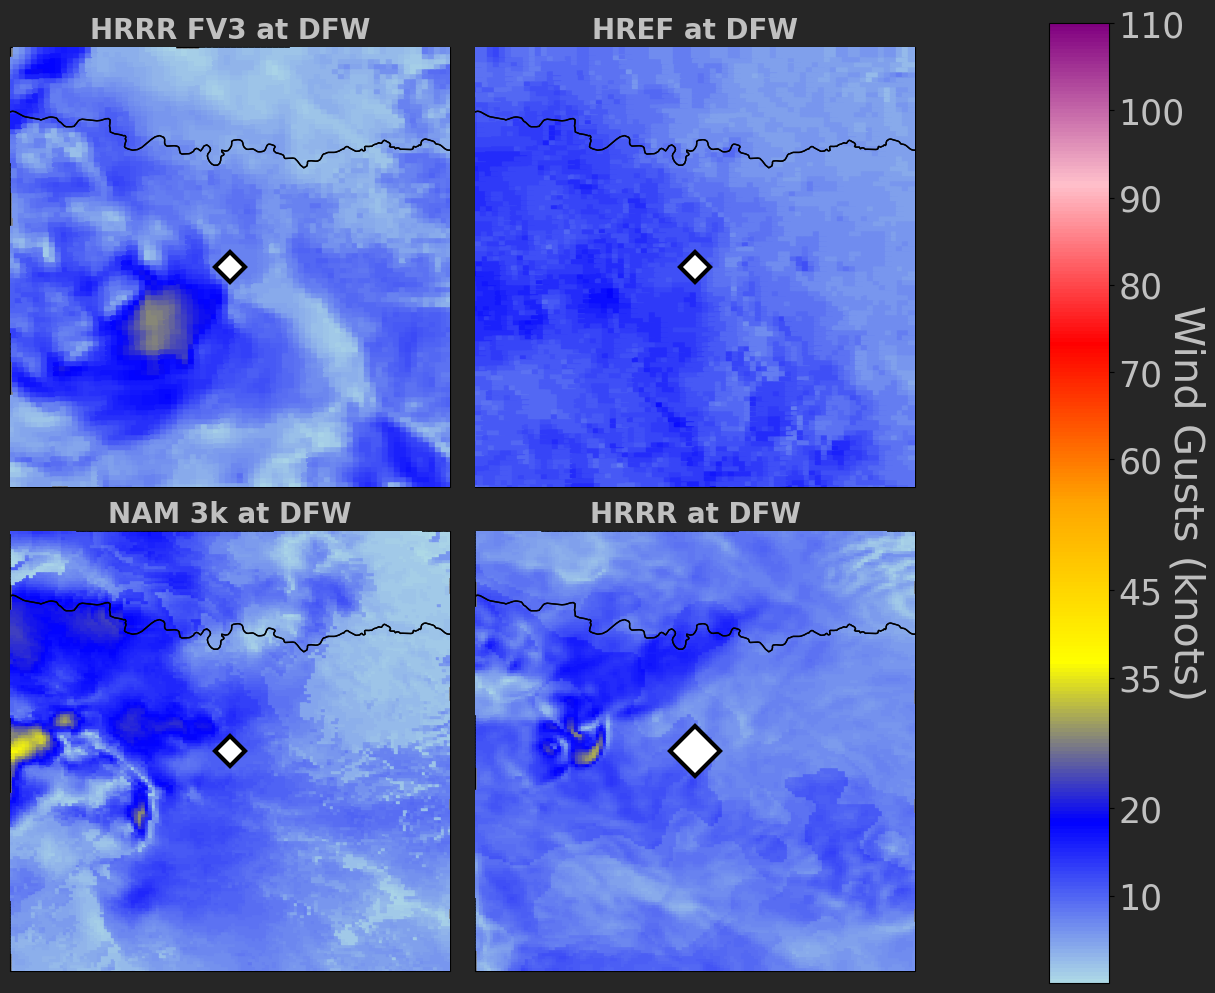 HRRR FV3 at DFW
HREF at DFW
NAM 3k at DFW
HRRR at DFW
110
100
90
80
70
60
45
35
20
10
Wind Gusts (knots)